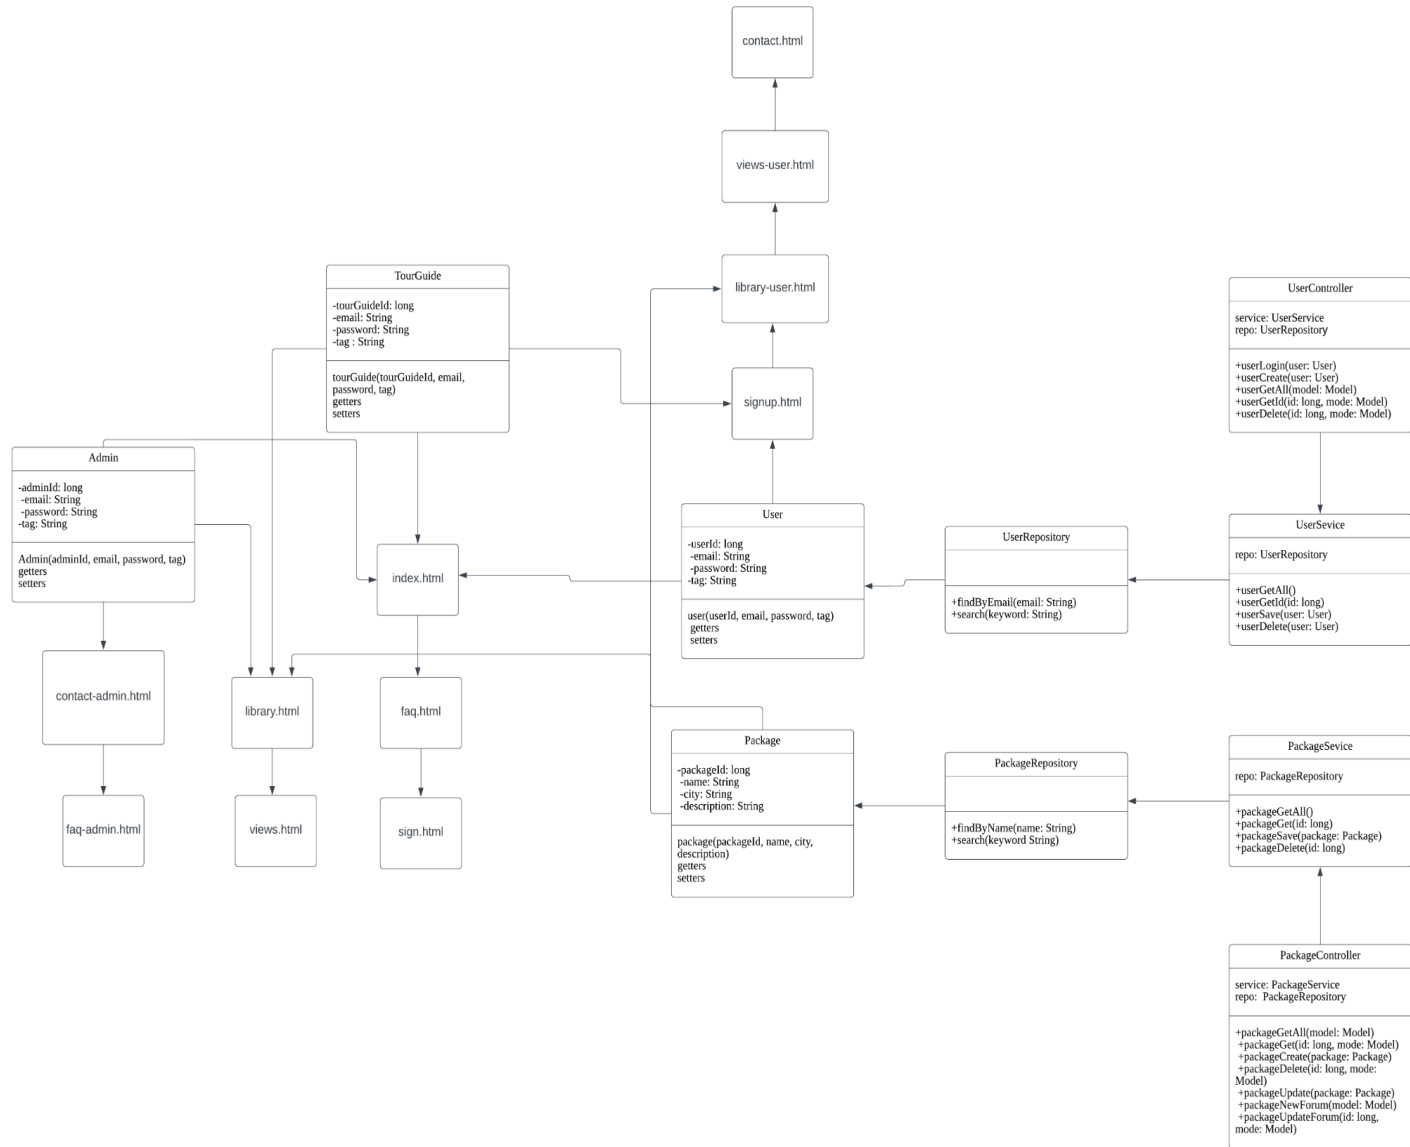 contact.html
views-user.html
library-user.html
signup.html
TourGuide
-tourGuideId: long
-email: String
-password: String
-tag : String
tourGuide(tourGuideId, email,
password, tag)
getters
setters
UserController
service: UserService
repo: UserRepository
+userLogin(user: User)
+userCreate(user: User)
+userGetAll(model: Model)
+userGetId(id: long, mode: Model)
+userDelete(id: long, mode: Model)
Admin
-adminId: long
-email: String
-password: String
-tag: String
Admin(adminId, email, password, tag)
getters
setters
index.html
User
-userId: long
-email: String
-password: String
-tag: String
user(userId, email, password, tag)
getters
setters
UserRepository
+findByEmail(email: String)
+search(keyword: String)
UserSevice
repo: UserRepository
+userGetAll()
+userGetId(id: long)
+userSave(user: User)
+userDelete(user: User)
contact-admin.html
library.html
faq.html
faq-admin.html
views.html
sign.html
Package
-packageId: long
-name: String
-city: String
-description: String
package(packageId, name, city,
description)
getters
setters
PackageRepository
+findByName(name: String)
+search(keyword String)
PackageSevice
repo: PackageRepository
+packageGetAll()
+packageGet(id: long)
+packageSave(package: Package)
+packageDelete(id: long)
PackageController
service: PackageService
repo: PackageRepository
+packageGetAll(model: Model)
+packageGet(id: long, mode: Model)
+packageCreate(package: Package)
+packageDelete(id: long, mode:
Model)
+packageUpdate(package: Package)
+packageNewForum(model: Model)
+packageUpdateForum(id: long,
mode: Model)